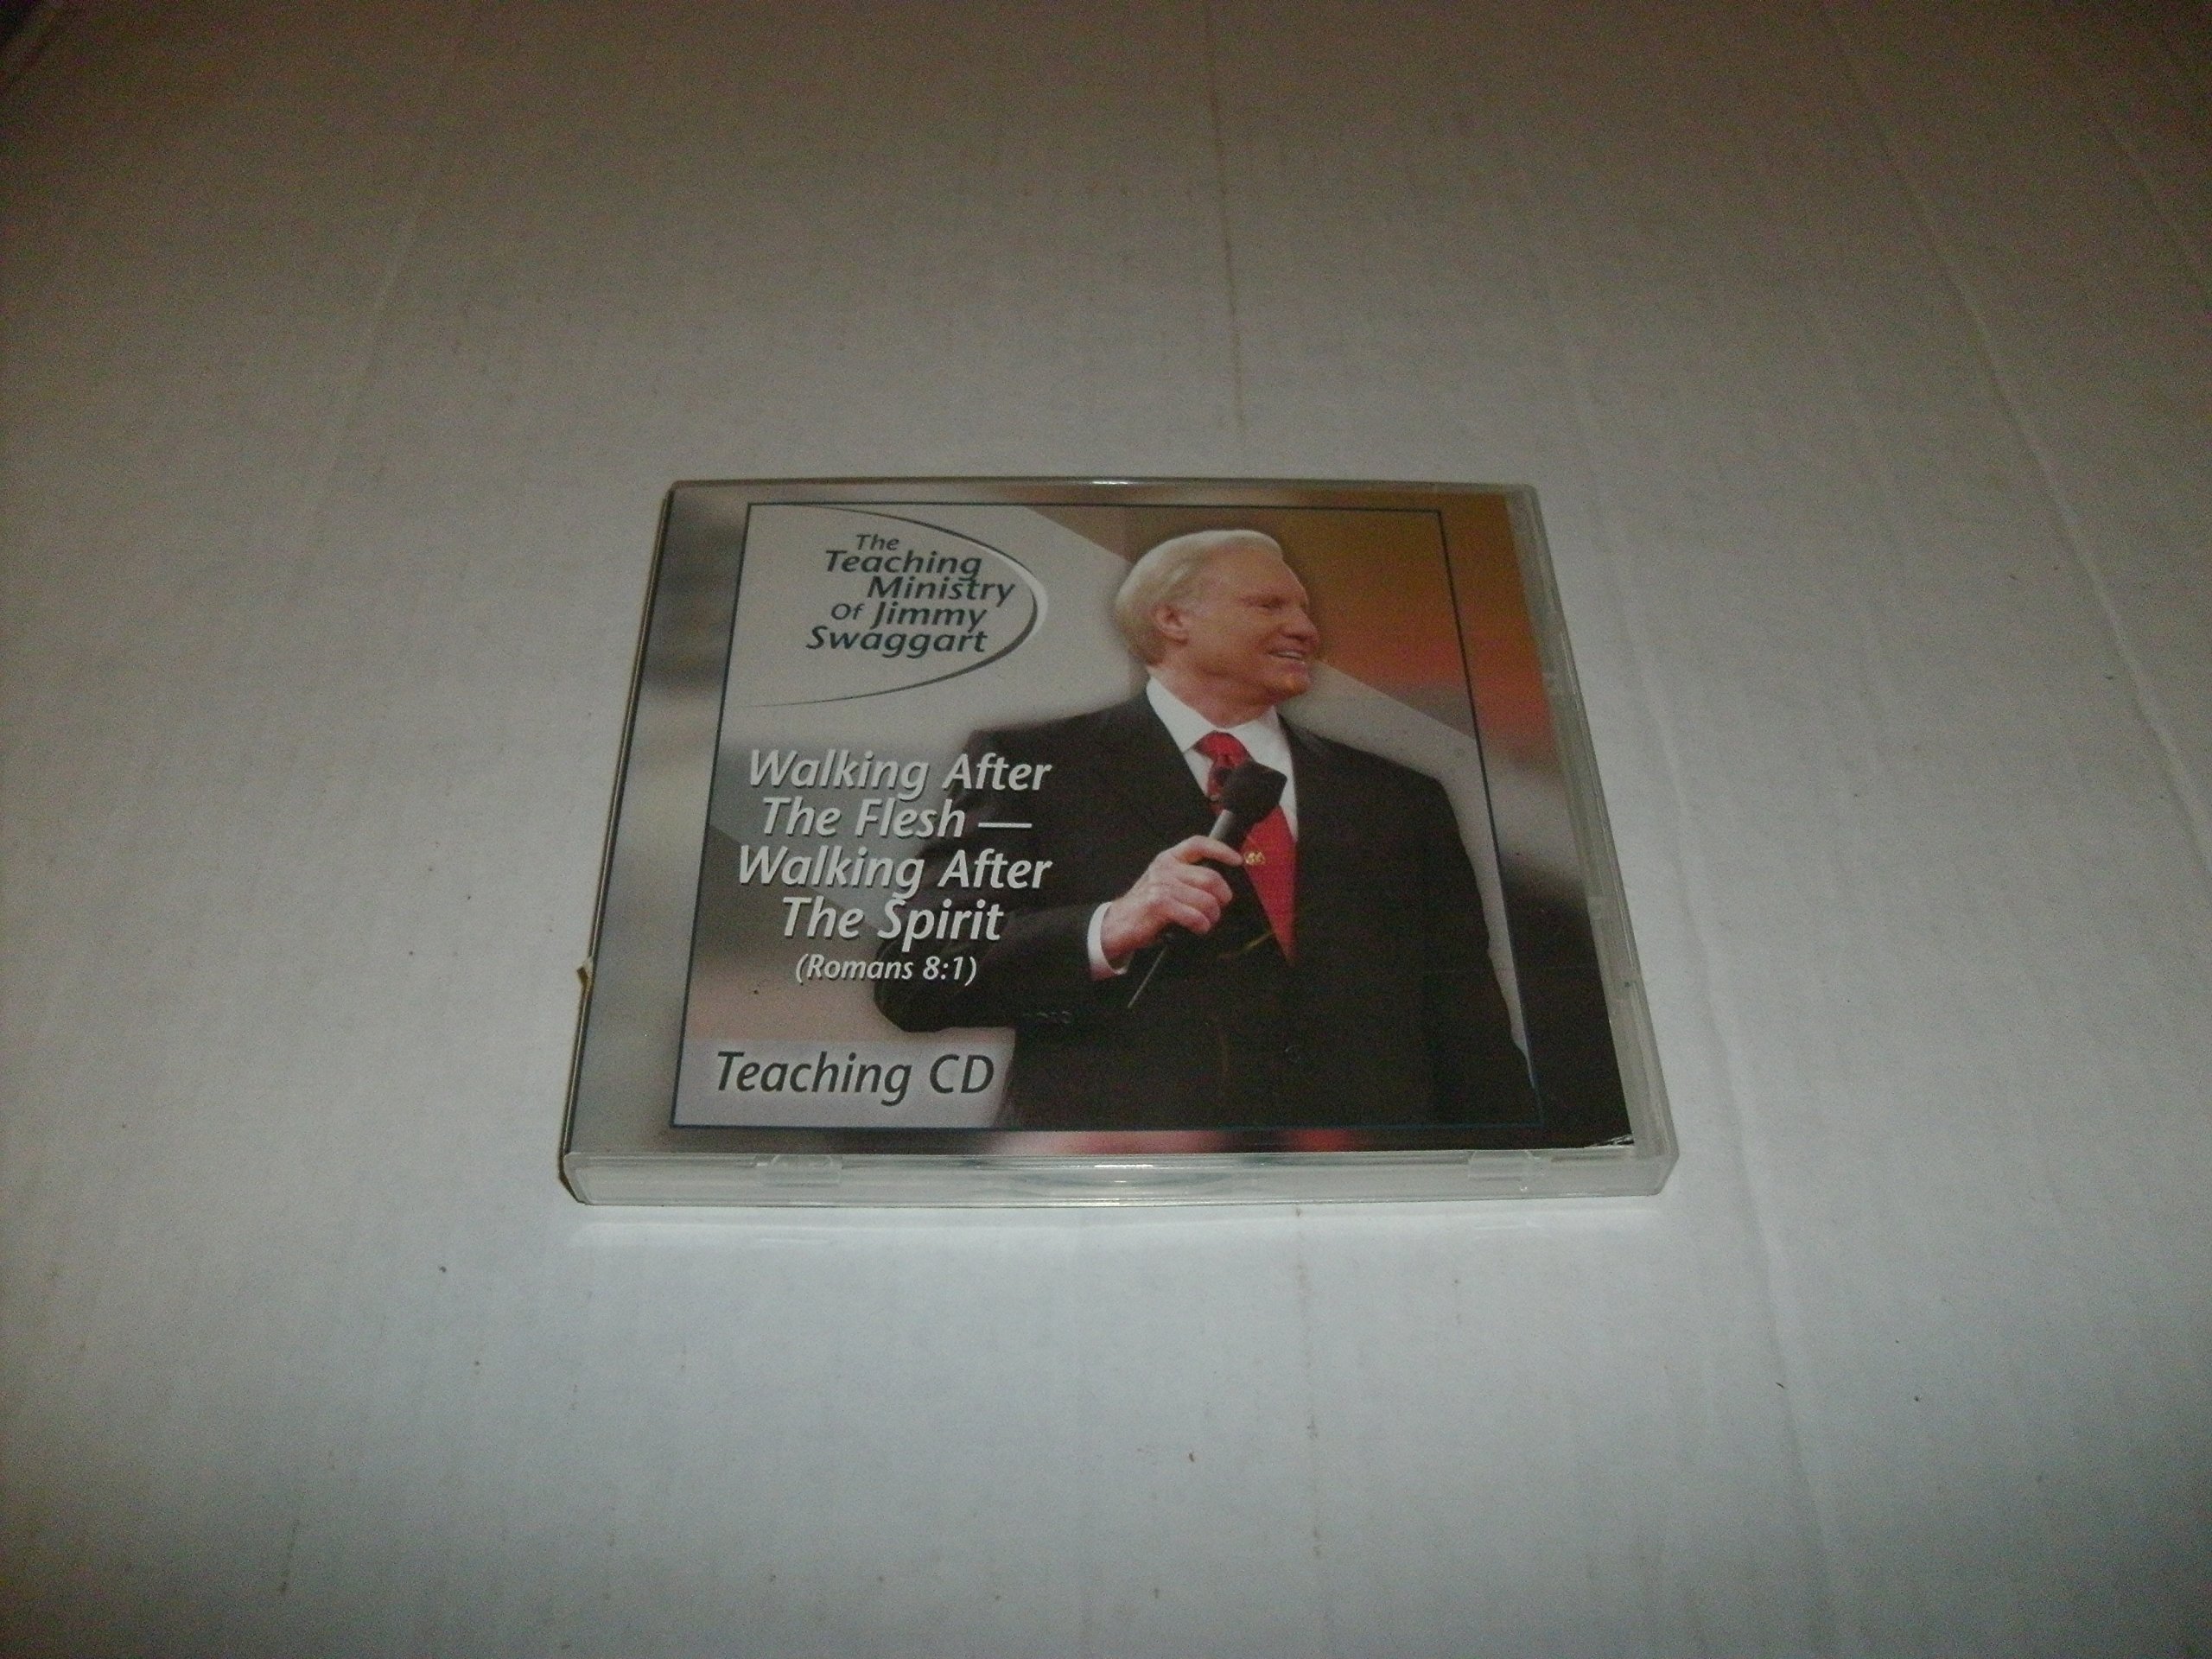 The
Teaching
Ministry
Of Jimmy
Swaggart
Walking After
The Flesh —
Walking After
The Spirit
(Romans 8:1)
Teaching CD